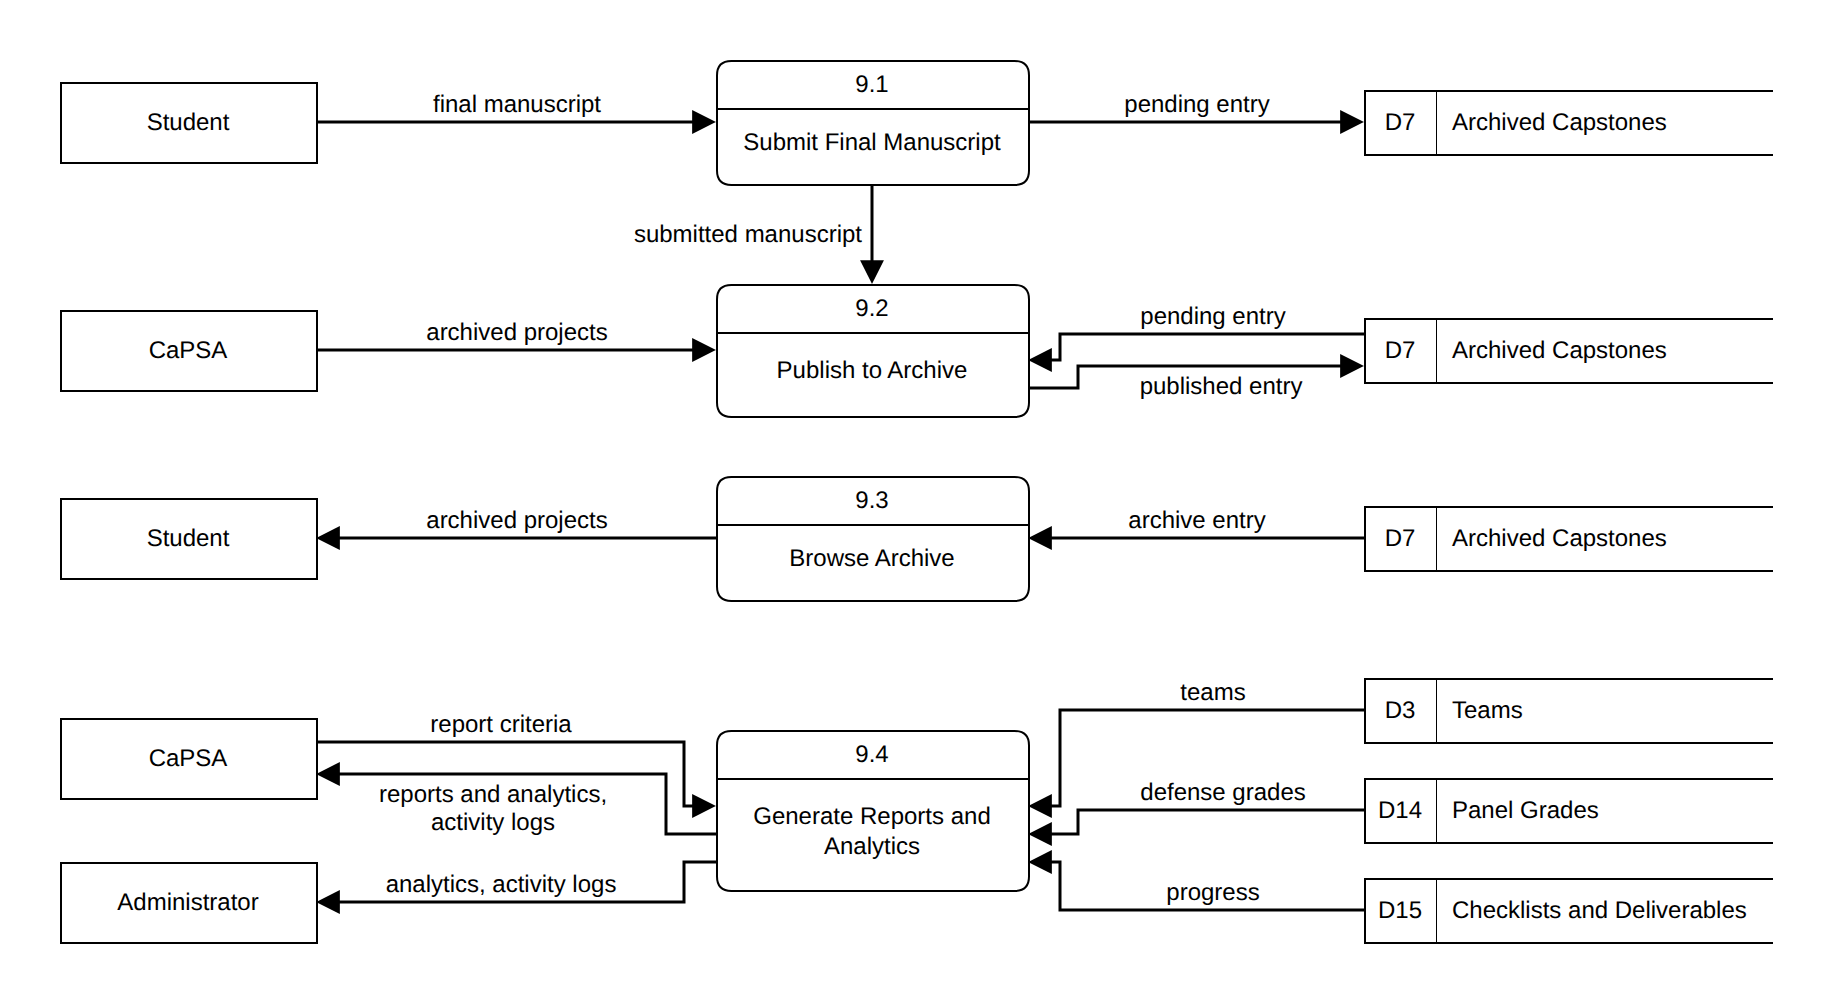 9.1
Student
final manuscript
Submit Final Manuscript
pending entry
D7
Archived Capstones
submitted manuscript
9.2
CaPSA
archived projects
Publish to Archive
pending entry
published entry
D7
Archived Capstones
9.3
Student
archived projects
Browse Archive
archive entry
D7
Archived Capstones
9.4
CaPSA
report criteria
reports and analytics,
activity logs
Generate Reports and
Analytics
Administrator
analytics, activity logs
teams
D3
Teams
defense grades
D14
Panel Grades
progress
D15
Checklists and Deliverables